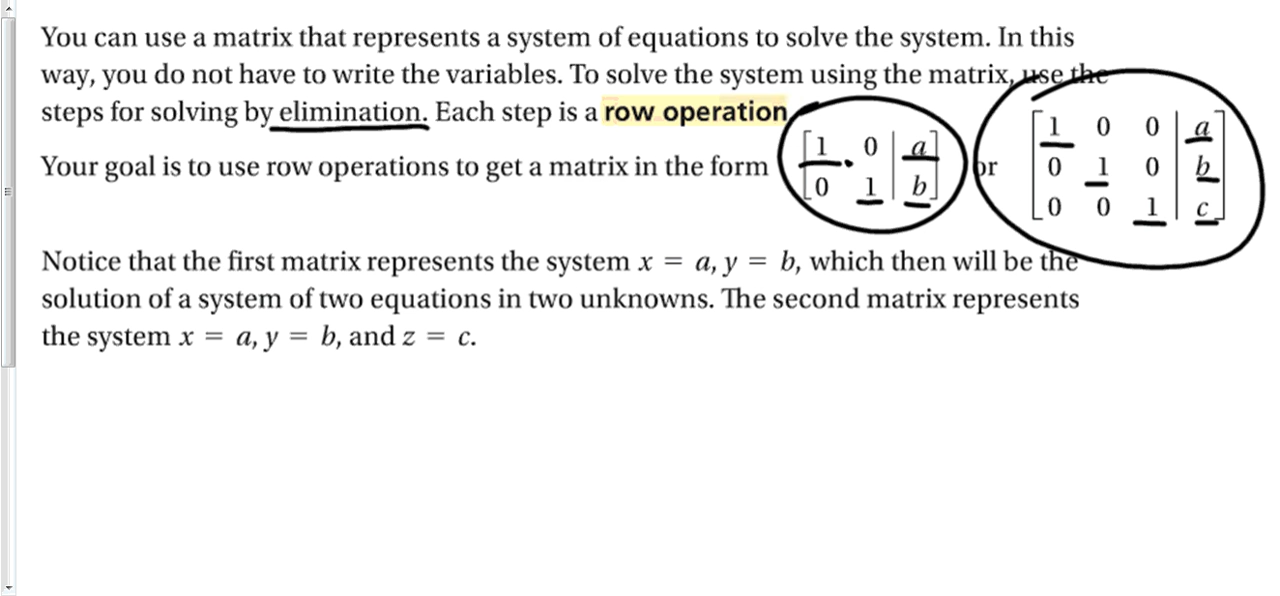 You can use a matrix that represents a system of equations to solve the system. In this
way, you do not have to write the variables. To solve the system using the matrix, use the
steps for solving by elimination. Each step is a row operation
Your goal is to use row operations to get a matrix in the form [1 0 | a] or [1 0 0 | a]
[0 1 | b] [0 1 0 | b]
[0 0 1 | c]
Notice that the first matrix represents the system x = a, y = b, which then will be the
solution of a system of two equations in two unknowns. The second matrix represents
the system x = a, y = b, and z = c.